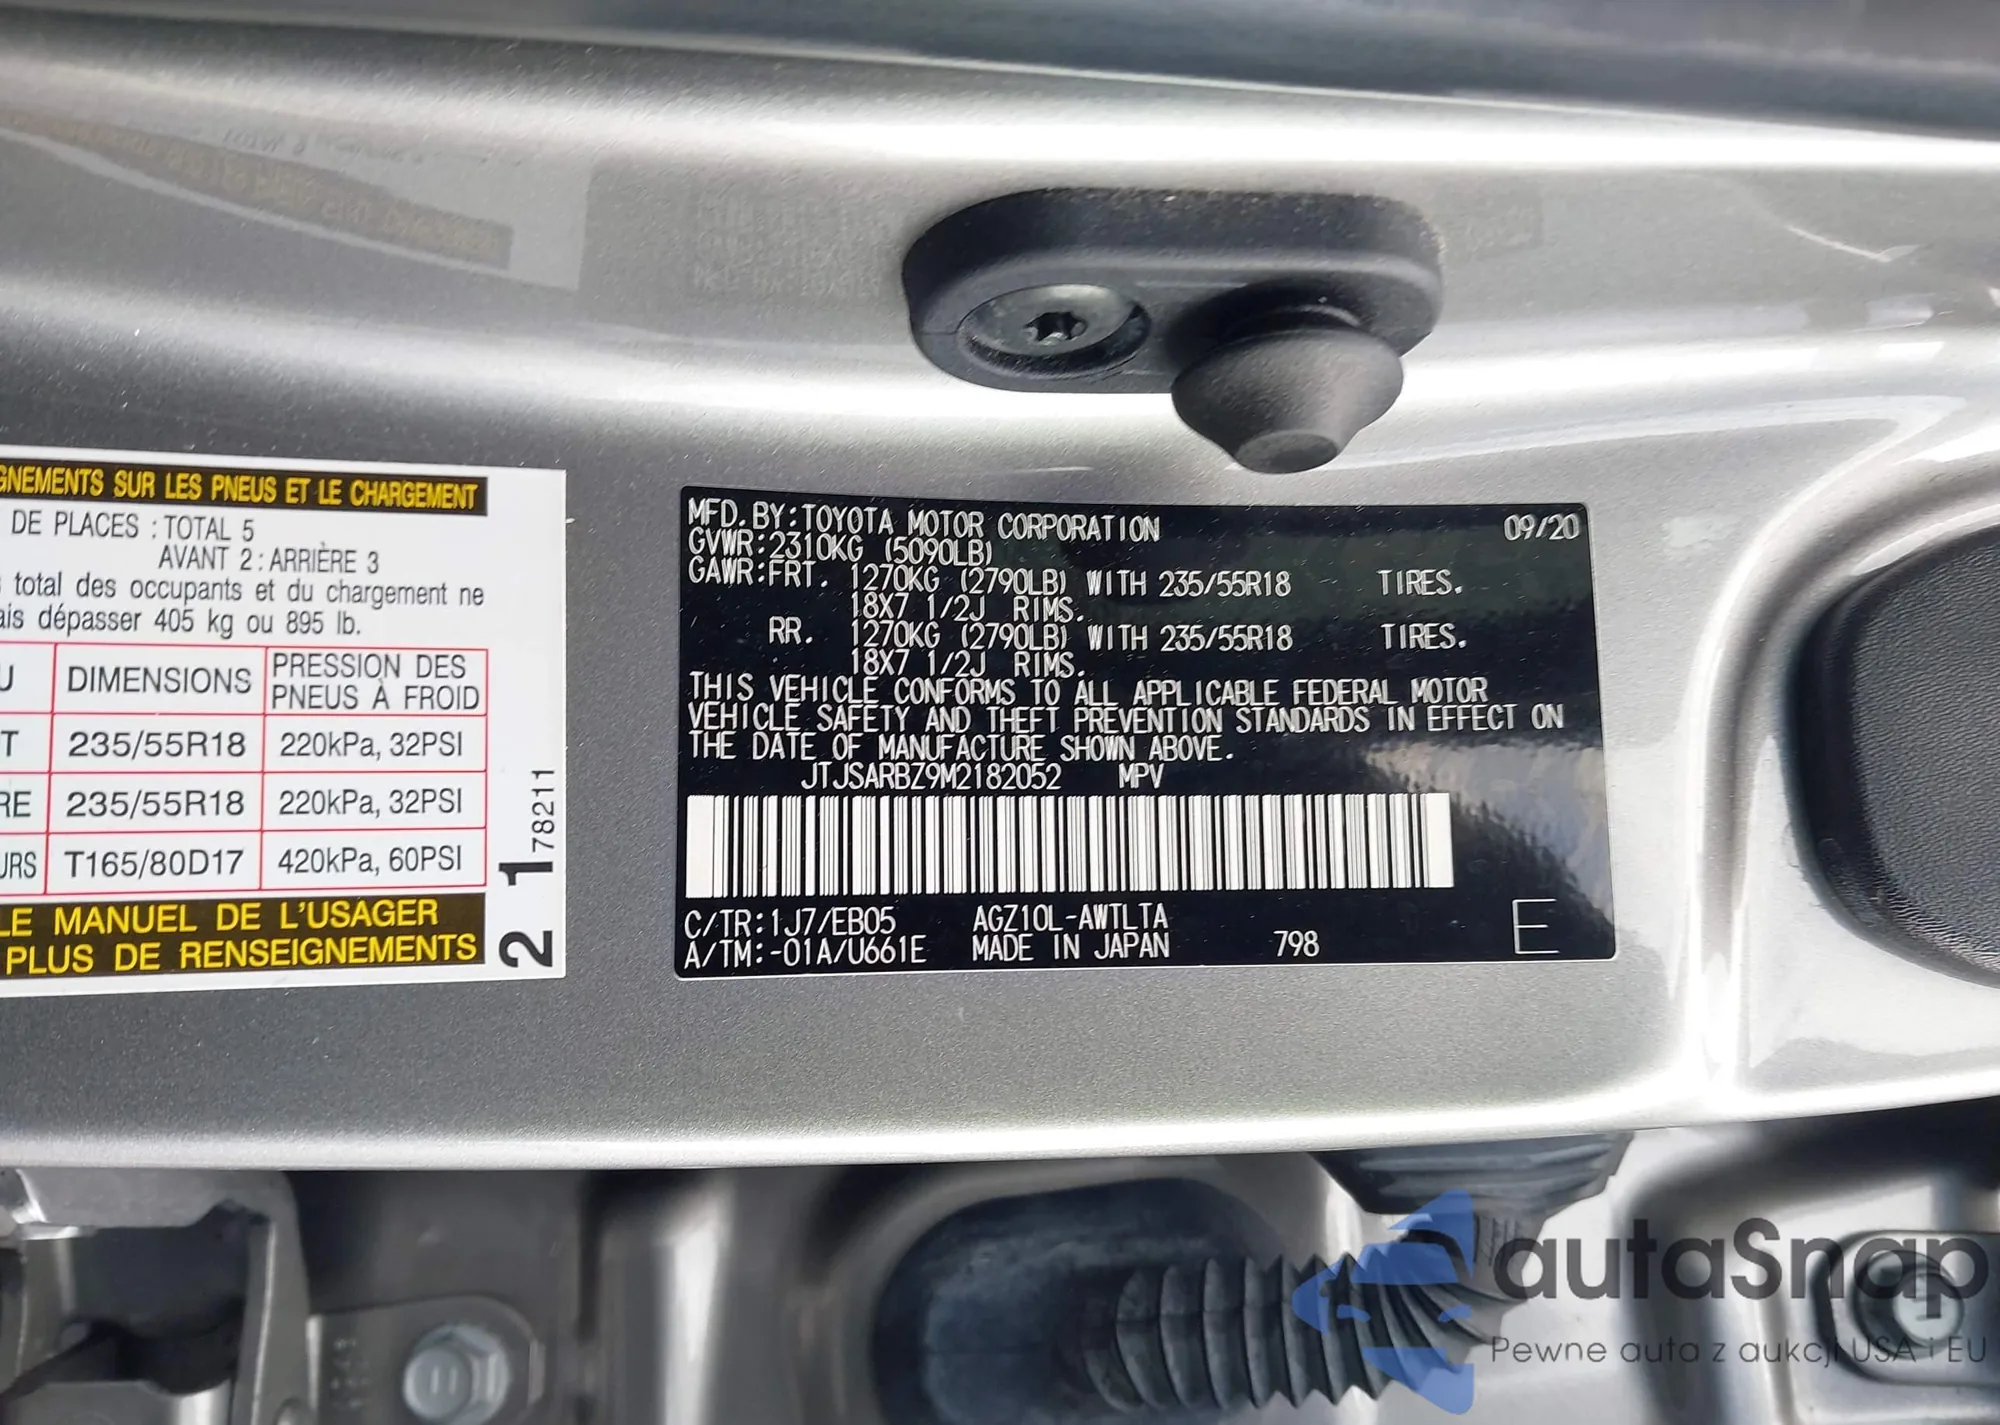 GNEMENTS SUR LES PNEUS ET LE CHARGEMENT
DE PLACES : TOTAL 5
AVANT 2 : ARRIÈRE 3
total des occupants et du chargement ne
ais dépasser 405 kg ou 895 lb.
U DIMENSIONS PRESSION DES
PNEUS À FROID
T 235/55R18 220kPa, 32PSI
RE 235/55R18 220kPa, 32PSI
URS T165/80D17 420kPa, 60PSI
LE MANUEL DE L'USAGER
PLUS DE RENSEIGNEMENTS
2 1 78211
MFD. BY: TOYOTA MOTOR CORPORATION 09/20
GVWR: 2310KG (5090LB)
GAWR: FRT. 1270KG (2790LB) WITH 235/55R18 TIRES.
18X7 1/2J RIMS.
RR. 1270KG (2790LB) WITH 235/55R18 TIRES.
18X7 1/2J RIMS.
THIS VEHICLE CONFORMS TO ALL APPLICABLE FEDERAL MOTOR
VEHICLE SAFETY AND THEFT PREVENTION STANDARDS IN EFFECT ON
THE DATE OF MANUFACTURE SHOWN ABOVE.
JTJSARBZ9M2182052 MPV
C/TR: 1J7/EB05 AGZ10L-AWTLTA
A/TM: -01A/U661E MADE IN JAPAN 798 E
autaSnap
Pewne auta z aukcji USA i EU